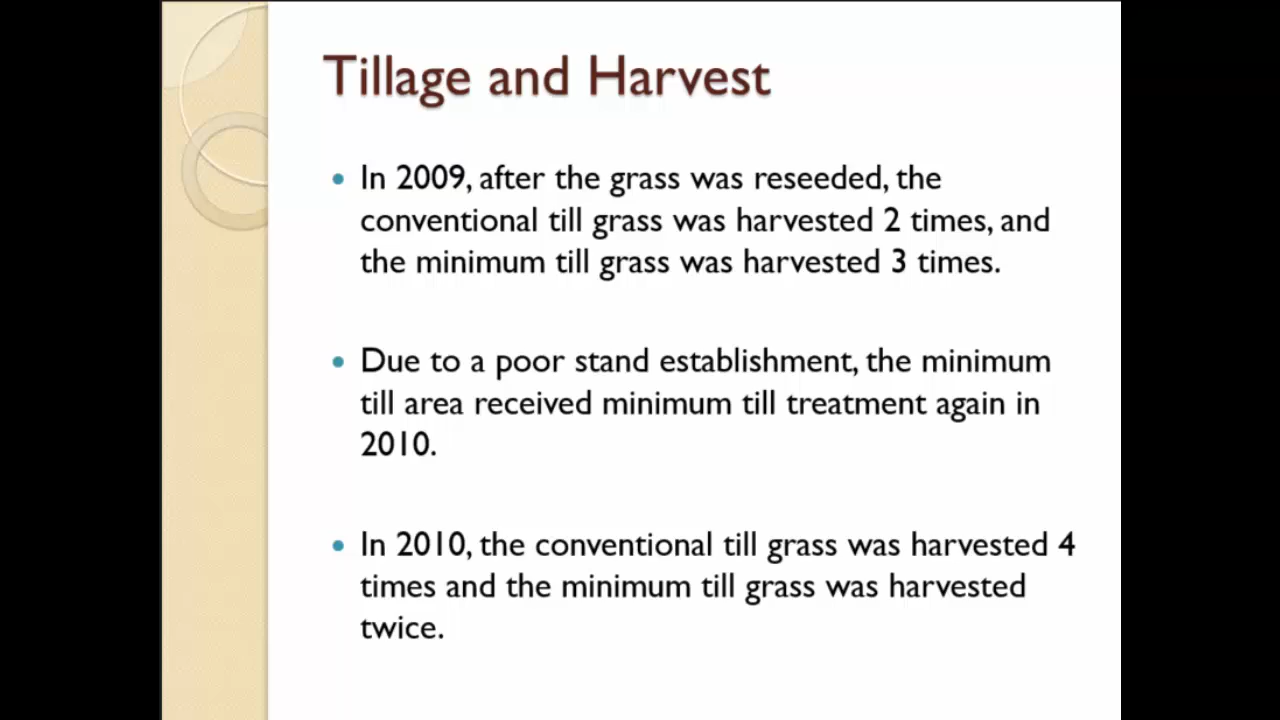 Tillage and Harvest
• In 2009, after the grass was reseeded, the
conventional till grass was harvested 2 times, and
the minimum till grass was harvested 3 times.
• Due to a poor stand establishment, the minimum
till area received minimum till treatment again in
2010.
• In 2010, the conventional till grass was harvested 4
times and the minimum till grass was harvested
twice.